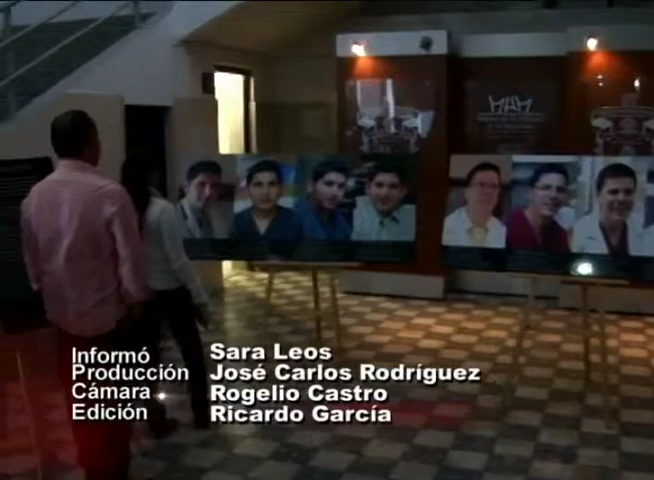 Informó Sara Leos
Producción José Carlos Rodríguez
Cámara Rogelio Castro
Edición Ricardo García